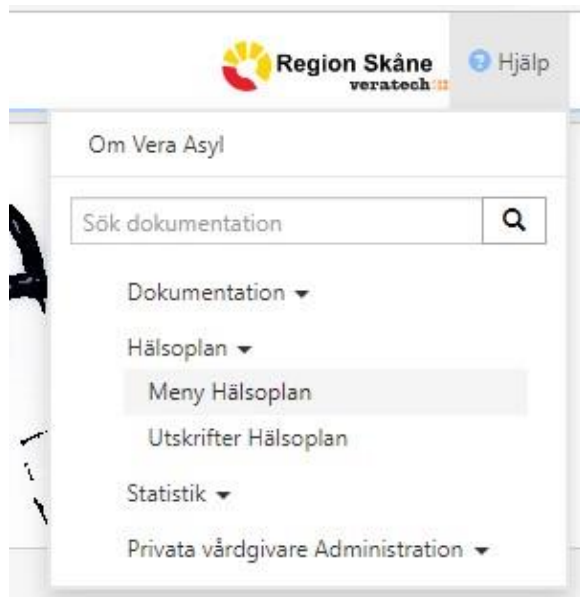 Region Skåne
veratech
Hjälp
Om Vera Asyl
Sök dokumentation
Dokumentation
Hälsoplan
Meny Hälsoplan
Utskrifter Hälsoplan
Statistik
Privata vårdgivare Administration